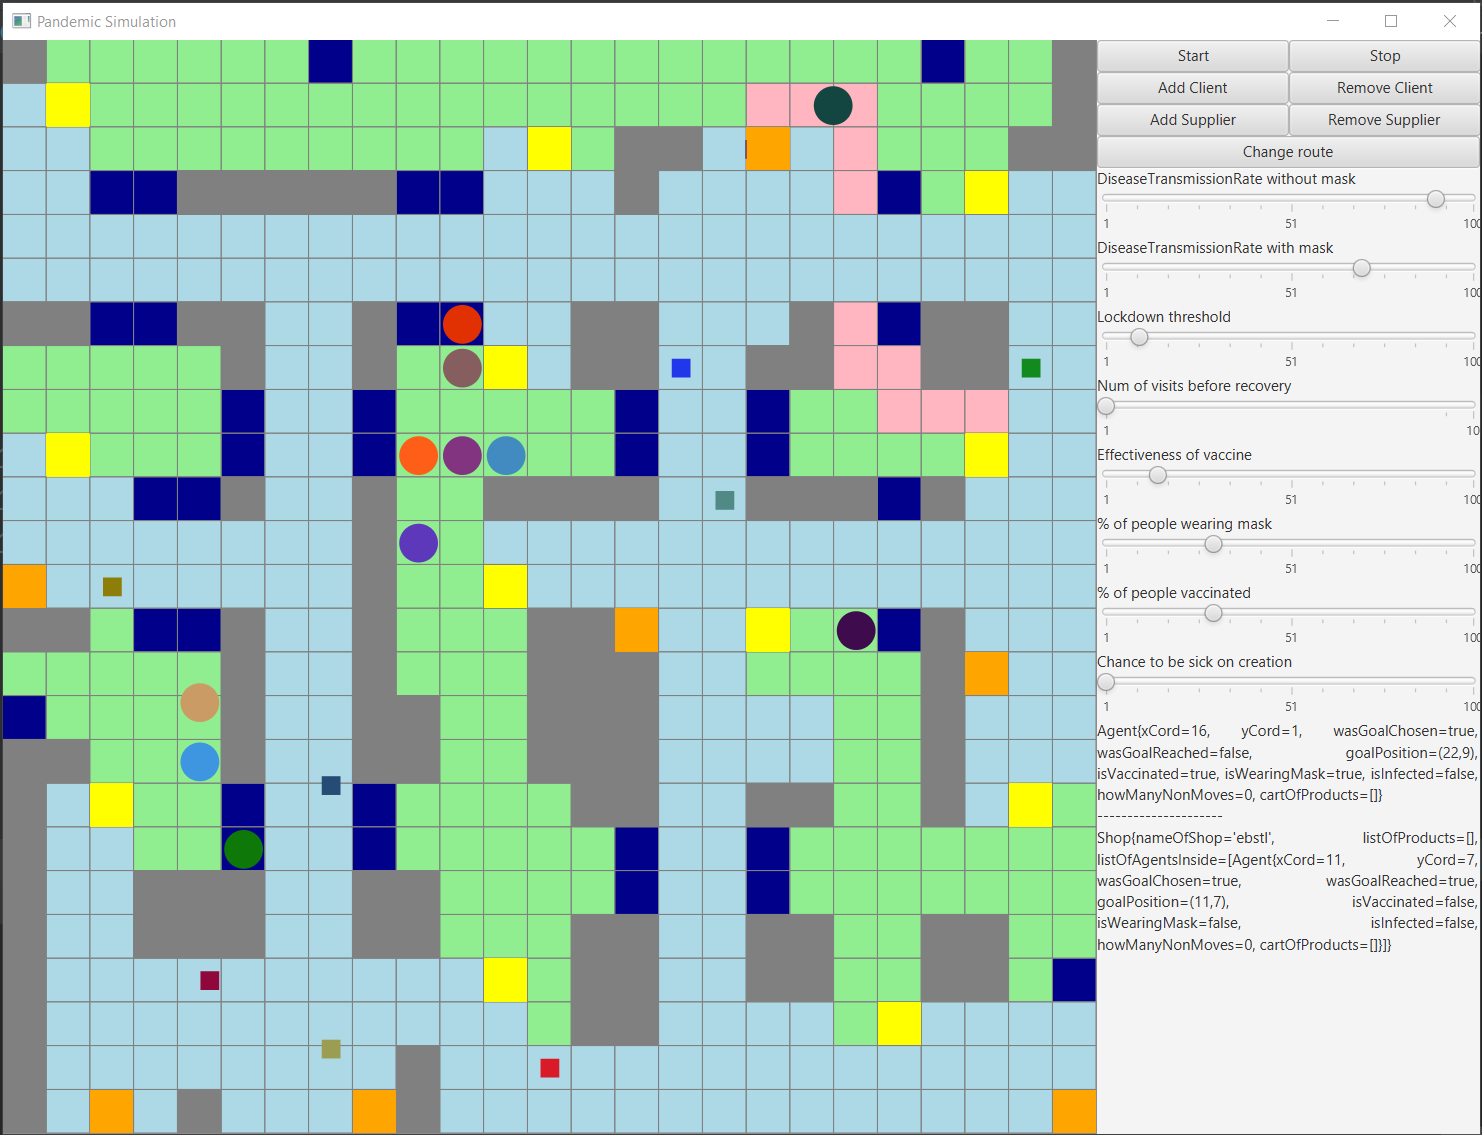 Pandemic Simulation
Start Stop
Add Client Remove Client
Add Supplier Remove Supplier
Change route
DiseaseTransmissionRate without mask
1 51 100
DiseaseTransmissionRate with mask
1 51 100
Lockdown threshold
1 51 100
Num of visits before recovery
1 10
Effectiveness of vaccine
1 51 100
% of people wearing mask
1 51 100
% of people vaccinated
1 51 100
Chance to be sick on creation
1 51 100
Agent{xCord=16, yCord=1, wasGoalChosen=true,
wasGoalReached=false, goalPosition=(22,9),
isVaccinated=true, isWearingMask=true, isInfected=false,
howManyNonMoves=0, cartOfProducts=[]}
---------------------
Shop{nameOfShop='ebstl', listOfProducts=[],
listOfAgentsInside=[Agent{xCord=11, yCord=7,
wasGoalChosen=true, wasGoalReached=true,
goalPosition=(11,7), isVaccinated=false,
isWearingMask=false, isInfected=false,
howManyNonMoves=0, cartOfProducts=[]}]}